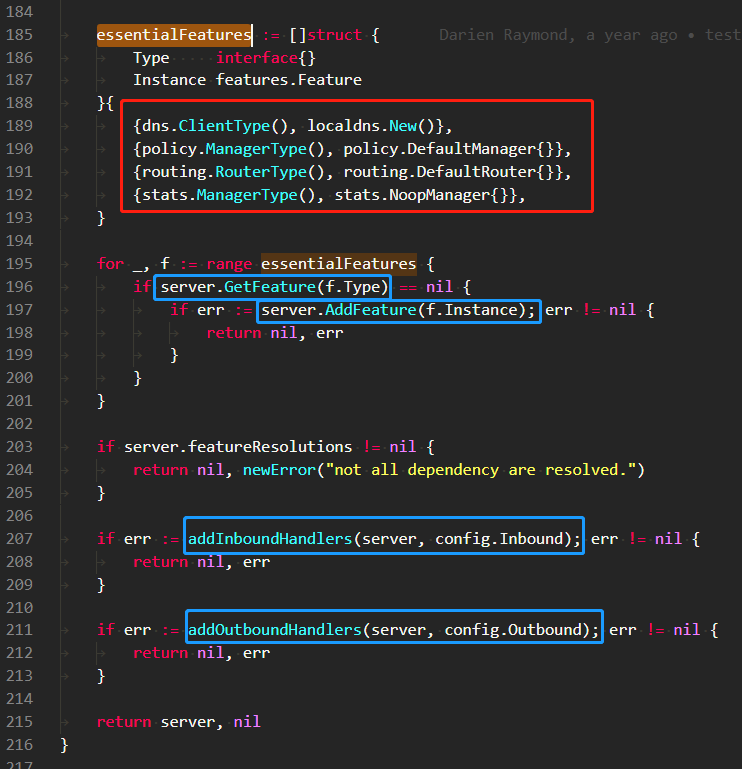 184
185 essentialFeatures := []struct { Darien Raymond, a year ago • test
186 Type interface{}
187 Instance features.Feature
188 }{
189 {dns.ClientType(), localdns.New()},
190 {policy.ManagerType(), policy.DefaultManager{}},
191 {routing.RouterType(), routing.DefaultRouter{}},
192 {stats.ManagerType(), stats.NoopManager{}},
193 }
194
195 for _, f := range essentialFeatures {
196 if server.GetFeature(f.Type) == nil {
197 if err := server.AddFeature(f.Instance); err != nil {
198 return nil, err
199 }
200 }
201 }
202
203 if server.featureResolutions != nil {
204 return nil, newError("not all dependency are resolved.")
205 }
206
207 if err := addInboundHandlers(server, config.Inbound); err != nil {
208 return nil, err
209 }
210
211 if err := addOutboundHandlers(server, config.Outbound); err != nil {
212 return nil, err
213 }
214
215 return server, nil
216 }
217